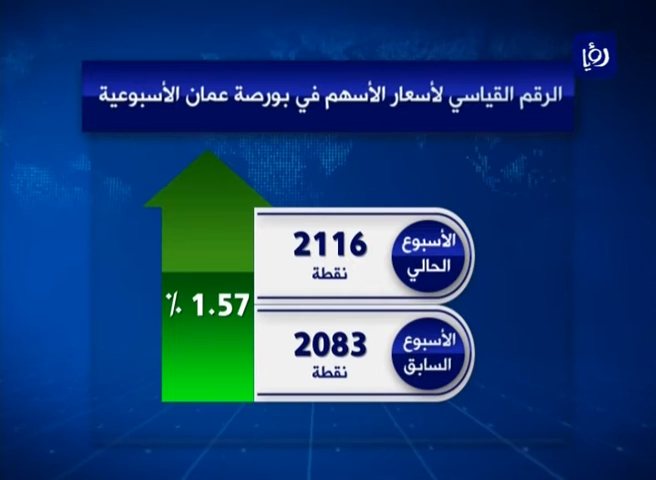 رؤيا
الرقم القياسي لأسعار الأسهم في بورصة عمان الأسبوعية
الأسبوع
الحالي
2116
نقطة
% 1.57
الأسبوع
السابق
2083
نقطة